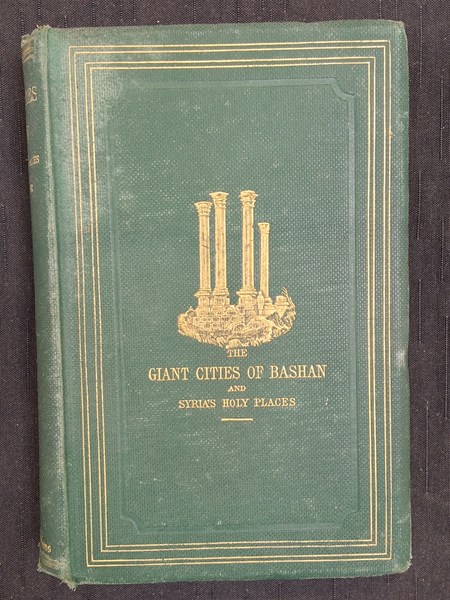 THE
GIANT CITIES OF BASHAN
AND
SYRIA'S HOLY PLACES